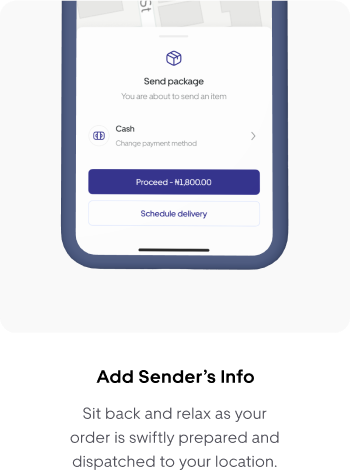 St
Send package
You are about to send an item
Cash
Change payment method
Proceed - ₦1,800.00
Schedule delivery
Add Sender’s Info
Sit back and relax as your
order is swiftly prepared and
dispatched to your location.